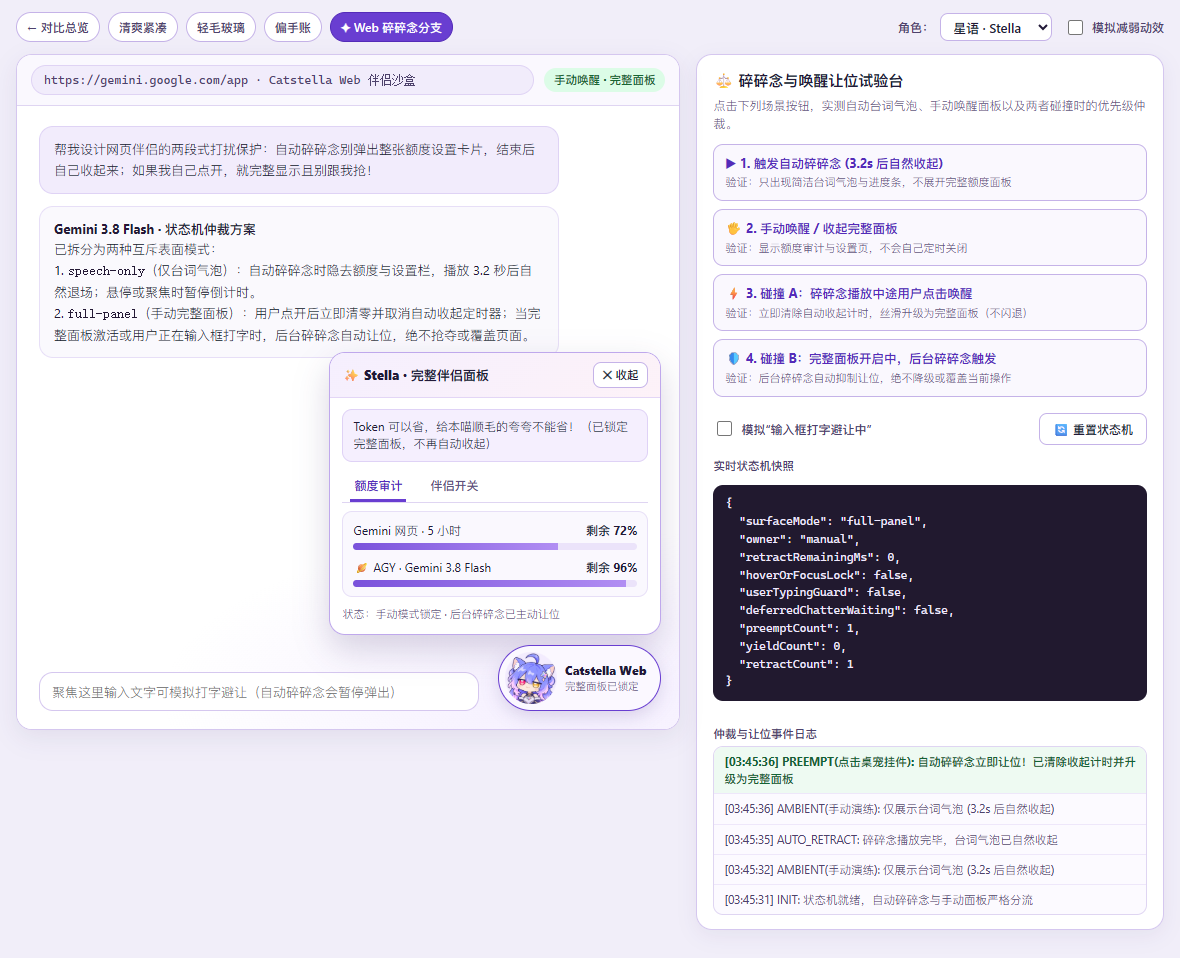 ← 对比总览
清爽紧凑
轻毛玻璃
偏手账
✦ Web 碎碎念分支
角色：
星语 · Stella
模拟减弱动效
https://gemini.google.com/app · Catstella Web 伴侣沙盒
手动唤醒 · 完整面板
帮我设计网页伴侣的两段式打扰保护：自动碎碎念别弹出整张额度设置卡片，结束后
自己收起来；如果我自己点开，就完整显示且别跟我抢！
Gemini 3.8 Flash · 状态机仲裁方案
已拆分为两种互斥表面模式：
1. speech-only（仅台词气泡）：自动碎碎念时隐去额度与设置栏，播放 3.2 秒后自
然退场；悬停或聚焦时暂停倒计时。
2. full-panel（手动完整面板）：用户点开后立即清零并取消自动收起定时器；当完
整面板激活或用户正在输入框打字时，后台碎碎念自动让位，绝不抢夺或覆盖页面。
✨ Stella · 完整伴侣面板
✕ 收起
Token 可以省，给本喵顺毛的夸夸不能省！（已锁定
完整面板，不再自动收起）
额度审计
伴侣开关
Gemini 网页 · 5 小时
剩余 72%
AGY · Gemini 3.8 Flash
剩余 96%
状态：手动模式锁定 · 后台碎碎念已主动让位
聚焦这里输入文字可模拟打字避让（自动碎碎念会暂停弹出）
Catstella Web
完整面板已锁定
⚖️ 碎碎念与唤醒让位试验台
点击下列场景按钮，实测自动台词气泡、手动唤醒面板以及两者碰撞时的优先级仲
裁。
▶ 1. 触发自动碎碎念 (3.2s 后自然收起)
验证：只出现简洁台词气泡与进度条，不展开完整额度面板
🖐 2. 手动唤醒 / 收起完整面板
验证：显示额度审计与设置页，不会自己定时关闭
⚡ 3. 碰撞 A：碎碎念播放中途用户点击唤醒
验证：立即清除自动收起计时，丝滑升级为完整面板（不闪退）
🛡️ 4. 碰撞 B：完整面板开启中，后台碎碎念触发
验证：后台碎碎念自动抑制让位，绝不降级或覆盖当前操作
模拟“输入框打字避让中”
🔄 重置状态机
实时状态机快照
{
"surfaceMode": "full-panel",
"owner": "manual",
"retractRemainingMs": 0,
"hoverOrFocusLock": false,
"userTypingGuard": false,
"deferredChatterWaiting": false,
"preemptCount": 1,
"yieldCount": 0,
"retractCount": 1
}
仲裁与让位事件日志
[03:45:36] PREEMPT(点击桌宠挂件): 自动碎碎念立即让位！已清除收起计时并升
级为完整面板
[03:45:36] AMBIENT(手动演练): 仅展示台词气泡 (3.2s 后自然收起)
[03:45:35] AUTO_RETRACT: 碎碎念播放完毕，台词气泡已自然收起
[03:45:32] AMBIENT(手动演练): 仅展示台词气泡 (3.2s 后自然收起)
[03:45:31] INIT: 状态机就绪，自动碎碎念与手动面板严格分流